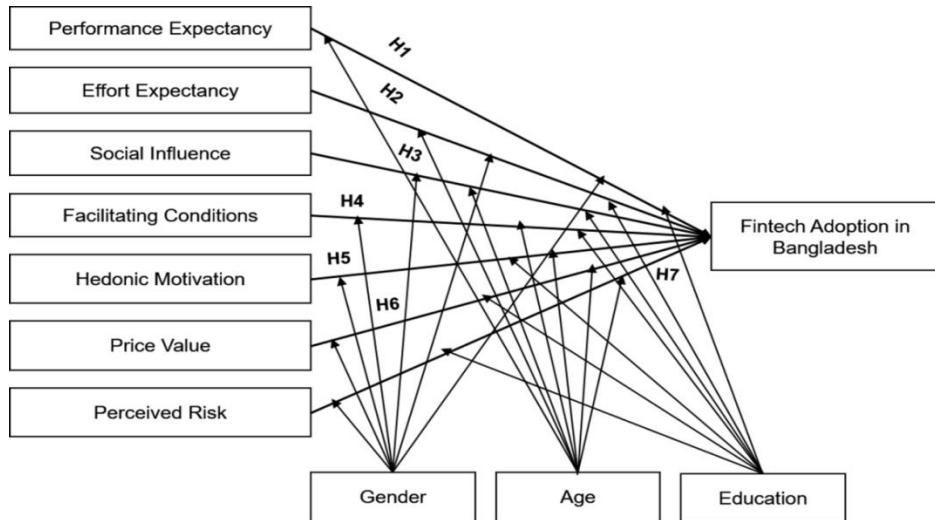 Performance Expectancy
H1
Effort Expectancy
H2
Social Influence
H3
Facilitating Conditions
H4
Fintech Adoption in
Bangladesh
Hedonic Motivation
H5
H7
H6
Price Value
Perceived Risk
Gender
Age
Education